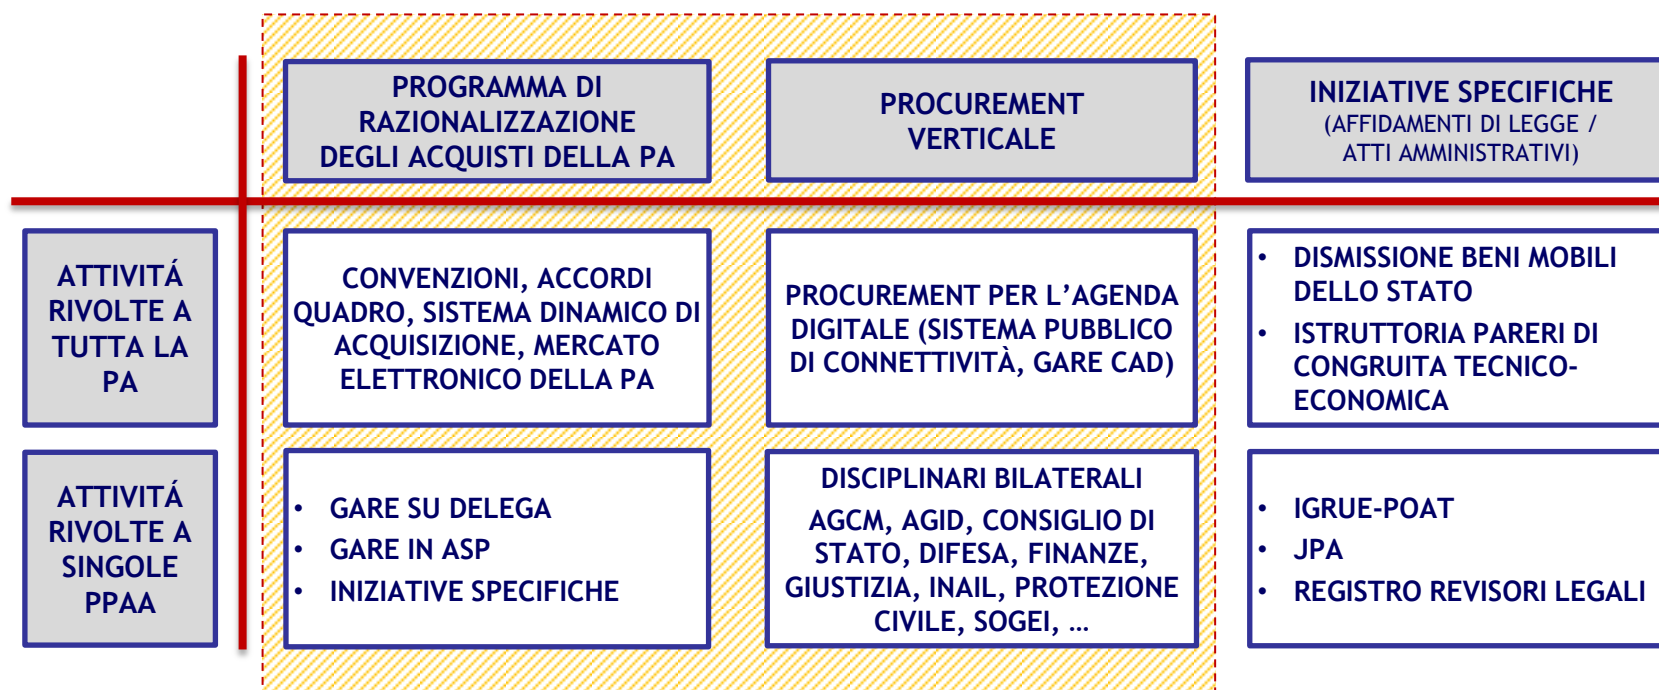 PROGRAMMA DI
RAZIONALIZZAZIONE
DEGLI ACQUISTI DELLA PA
PROCUREMENT
VERTICALE
INIZIATIVE SPECIFICHE
(AFFIDAMENTI DI LEGGE /
ATTI AMMINISTRATIVI)
ATTIVITÁ
RIVOLTE A
TUTTA LA
PA
CONVENZIONI, ACCORDI
QUADRO, SISTEMA DINAMICO DI
ACQUISIZIONE, MERCATO
ELETTRONICO DELLA PA
PROCUREMENT PER L’AGENDA
DIGITALE (SISTEMA PUBBLICO
DI CONNETTIVITÀ, GARE CAD)
• DISMISSIONE BENI MOBILI
DELLO STATO
• ISTRUTTORIA PARERI DI
CONGRUITA TECNICO-
ECONOMICA
ATTIVITÁ
RIVOLTE A
SINGOLE
PPAA
• GARE SU DELEGA
• GARE IN ASP
• INIZIATIVE SPECIFICHE
DISCIPLINARI BILATERALI
AGCM, AGID, CONSIGLIO DI
STATO, DIFESA, FINANZE,
GIUSTIZIA, INAIL, PROTEZIONE
CIVILE, SOGEI, …
• IGRUE-POAT
• JPA
• REGISTRO REVISORI LEGALI